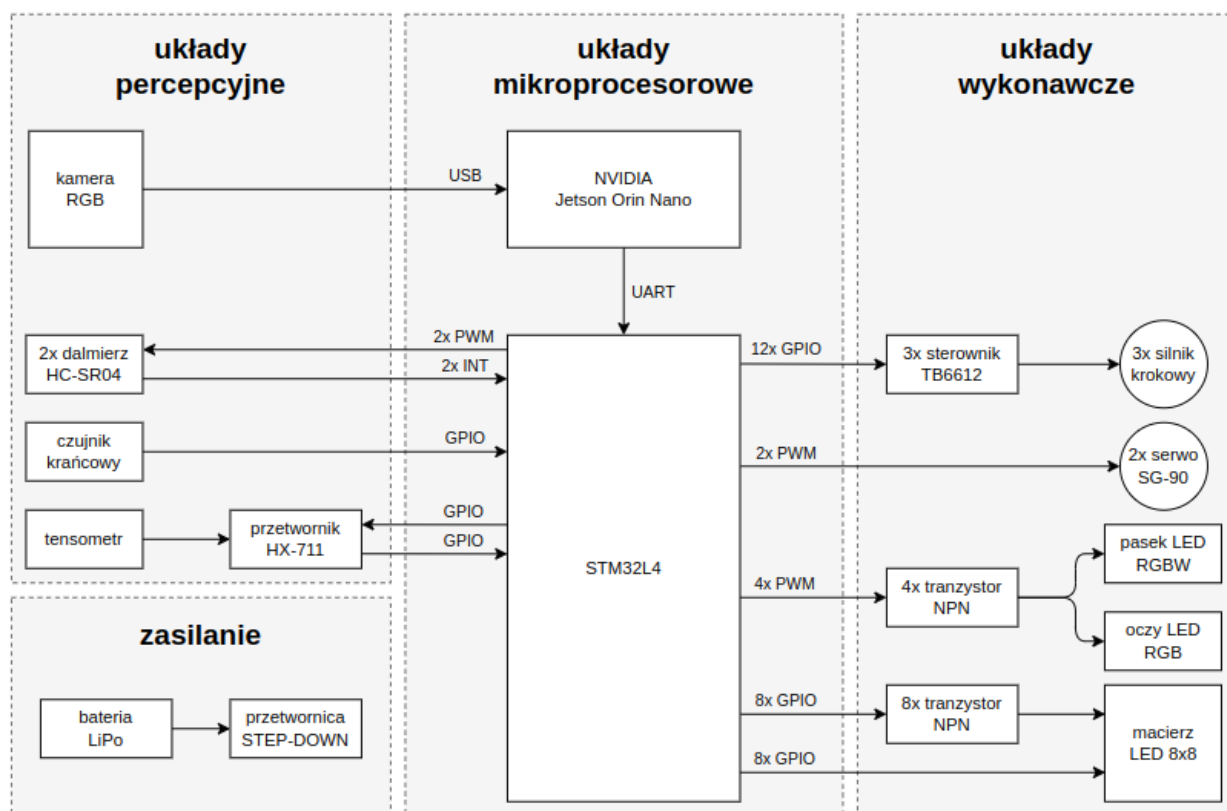 układy
percepcyjne
kamera
RGB
2x dalmierz
HC-SR04
czujnik
krańcowy
tensometr
przetwornik
HX-711
zasilanie
bateria
LiPo
przetwornica
STEP-DOWN
układy
mikroprocesorowe
USB
NVIDIA
Jetson Orin Nano
UART
2x PWM
2x INT
GPIO
GPIO
GPIO
STM32L4
12x GPIO
2x PWM
4x PWM
8x GPIO
8x GPIO
układy
wykonawcze
3x sterownik
TB6612
3x silnik
krokowy
2x serwo
SG-90
4x tranzystor
NPN
pasek LED
RGBW
oczy LED
RGB
8x tranzystor
NPN
macierz
LED 8x8